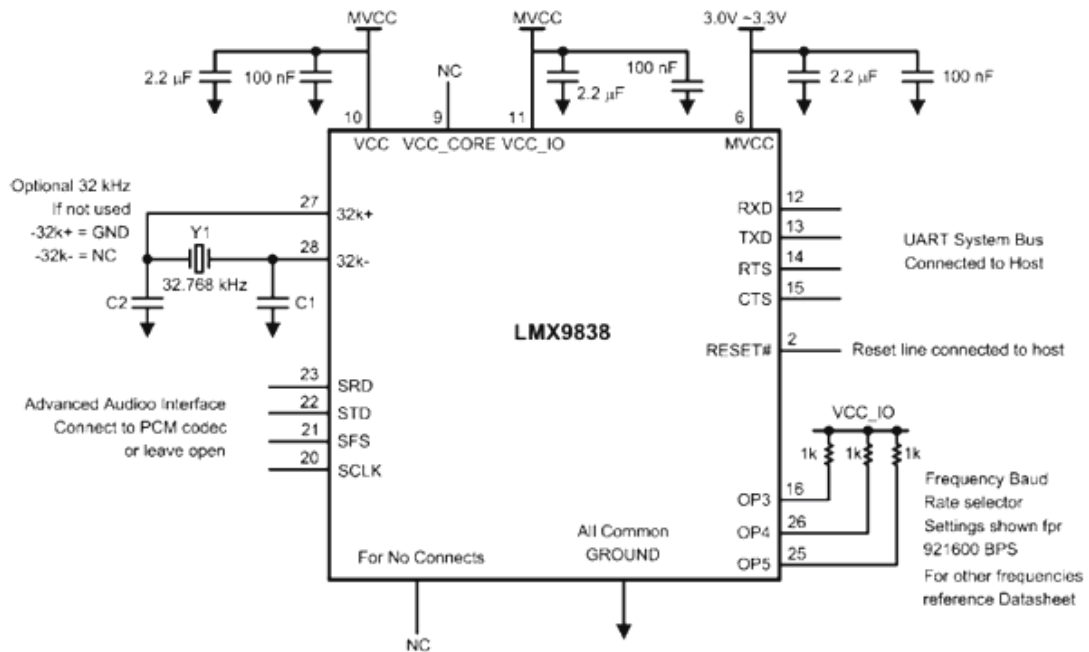 MVCC
MVCC
3.0V ~3.3V
2.2 µF
100 nF
NC
2.2 µF
100 nF
2.2 µF
100 nF
10
9
11
6
VCC
VCC_CORE
VCC_IO
MVCC
Optional 32 kHz
If not used
-32k+ = GND
-32k- = NC
27
32k+
Y1
28
32k-
32.768 kHz
C2
C1
12
RXD
13
TXD
14
RTS
15
CTS
UART System Bus
Connected to Host
LMX9838
2
RESET#
Reset line connected to host
23
SRD
22
STD
21
SFS
20
SCLK
Advanced Audioo Interface
Connect to PCM codec
or leave open
VCC_IO
1k
1k
1k
16
OP3
26
OP4
25
OP5
Frequency Baud
Rate selector
Settings shown fpr
921600 BPS
For other frequencies
reference Datasheet
For No Connects
All Common
GROUND
NC